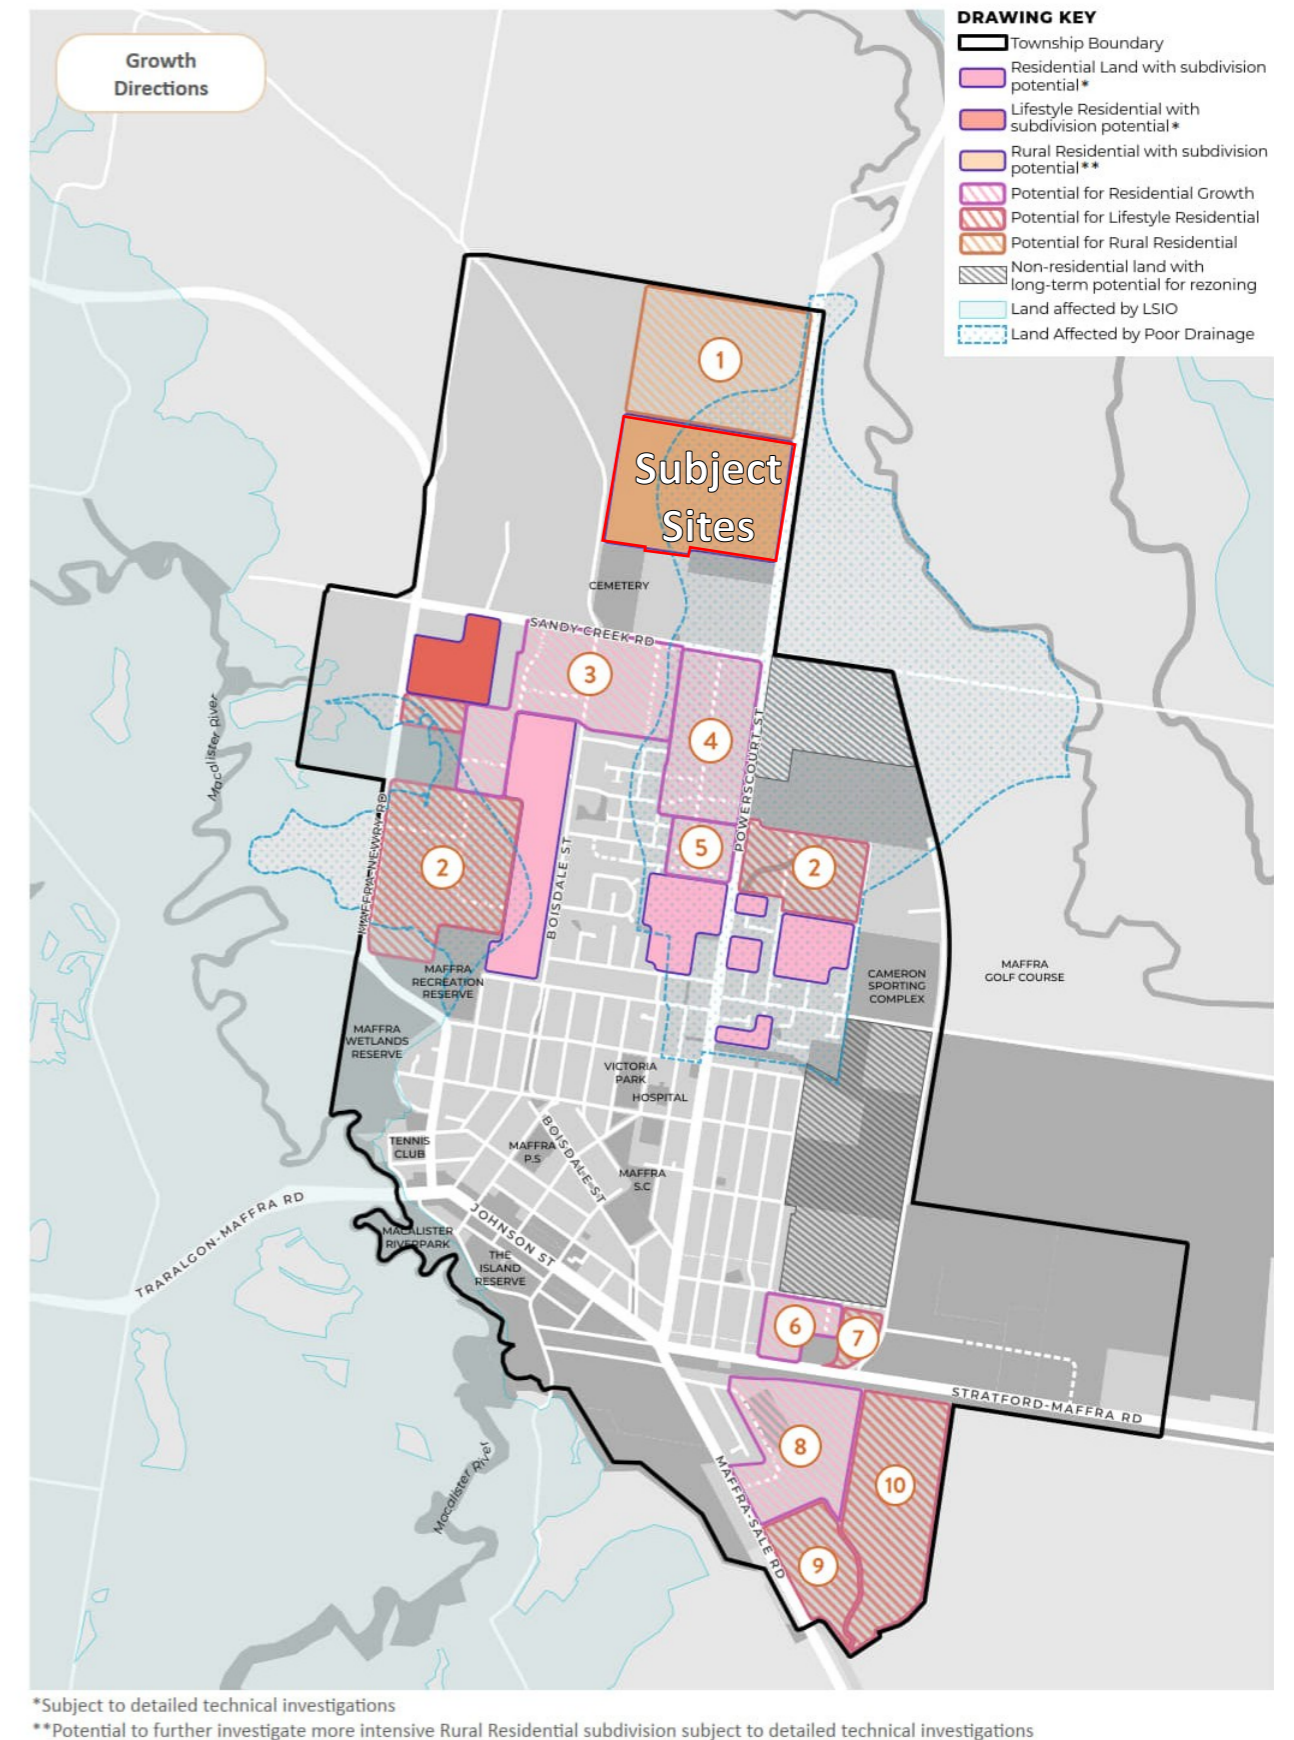 Growth
Directions
DRAWING KEY
Township Boundary
Residential Land with subdivision
potential*
Lifestyle Residential with
subdivision potential*
Rural Residential with subdivision
potential**
Potential for Residential Growth
Potential for Lifestyle Residential
Potential for Rural Residential
Non-residential land with
long-term potential for rezoning
Land affected by LSIO
Land Affected by Poor Drainage
1
Subject
Sites
CEMETERY
SANDY CREEK RD
3
Macalister River
4
POWERSCOURT ST
MAFFRA-NEWRY RD
5
2
2
BOISDALE ST
MAFFRA
RECREATION
RESERVE
CAMERON
SPORTING
COMPLEX
MAFFRA
GOLF COURSE
MAFFRA
WETLANDS
RESERVE
VICTORIA
PARK
HOSPITAL
TENNIS
CLUB
MAFFRA
P.S
BOISDALE ST
MAFFRA
S.C
TRARALGON-MAFFRA RD
MACALISTER
RIVERPARK
JOHNSON ST
THE
ISLAND
RESERVE
6
7
STRATFORD-MAFFRA RD
8
10
Macalister River
MAFFRA-SALE RD
9
*Subject to detailed technical investigations
**Potential to further investigate more intensive Rural Residential subdivision subject to detailed technical investigations